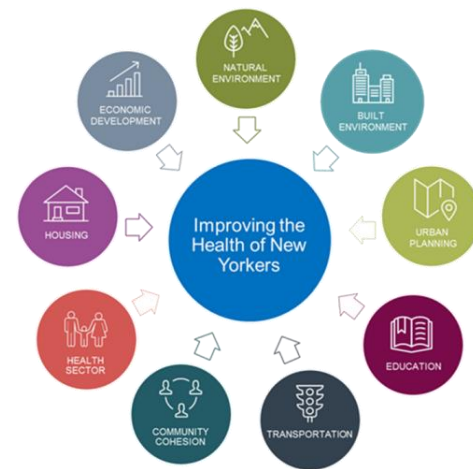 NATURAL
ENVIRONMENT
BUILT
ENVIRONMENT
URBAN
PLANNING
EDUCATION
TRANSPORTATION
COMMUNITY
COHESION
HEALTH
SECTOR
HOUSING
ECONOMIC
DEVELOPMENT
Improving the
Health of New
Yorkers